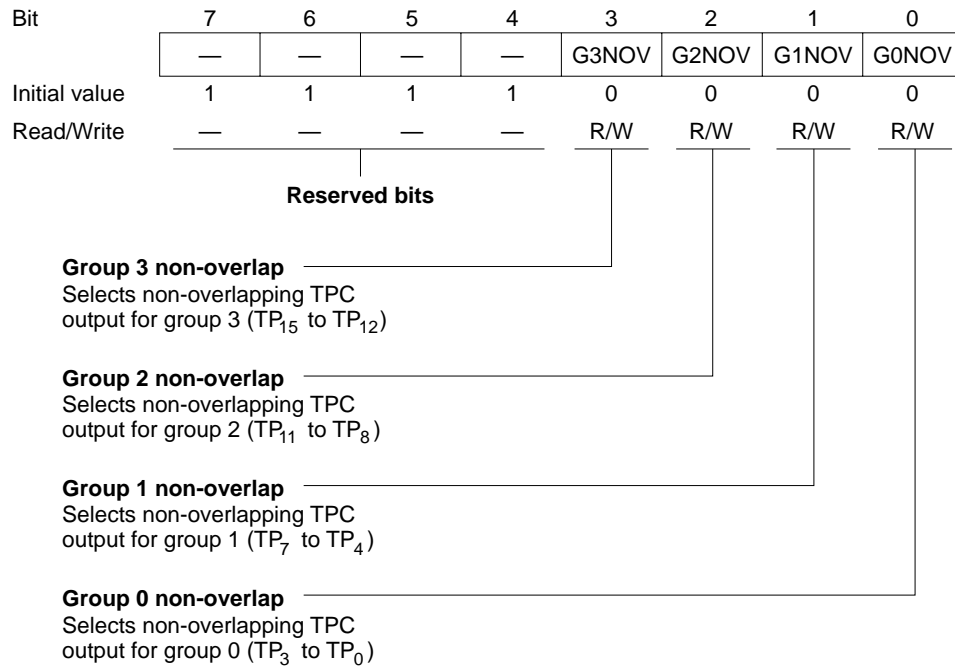 Bit 7 6 5 4 3 2 1 0
— — — — G3NOV G2NOV G1NOV G0NOV
Initial value 1 1 1 1 0 0 0 0
Read/Write — — — — R/W R/W R/W R/W
Reserved bits
Group 3 non-overlap
Selects non-overlapping TPC
output for group 3 (TP15 to TP12)
Group 2 non-overlap
Selects non-overlapping TPC
output for group 2 (TP11 to TP8)
Group 1 non-overlap
Selects non-overlapping TPC
output for group 1 (TP7 to TP4)
Group 0 non-overlap
Selects non-overlapping TPC
output for group 0 (TP3 to TP0)